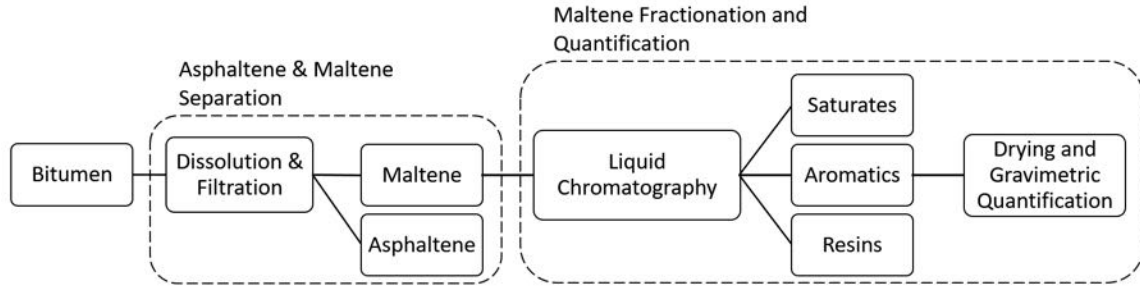 Maltene Fractionation and
Quantification
Asphaltene & Maltene
Separation
Bitumen
Dissolution &
Filtration
Maltene
Asphaltene
Liquid
Chromatography
Saturates
Aromatics
Resins
Drying and
Gravimetric
Quantification